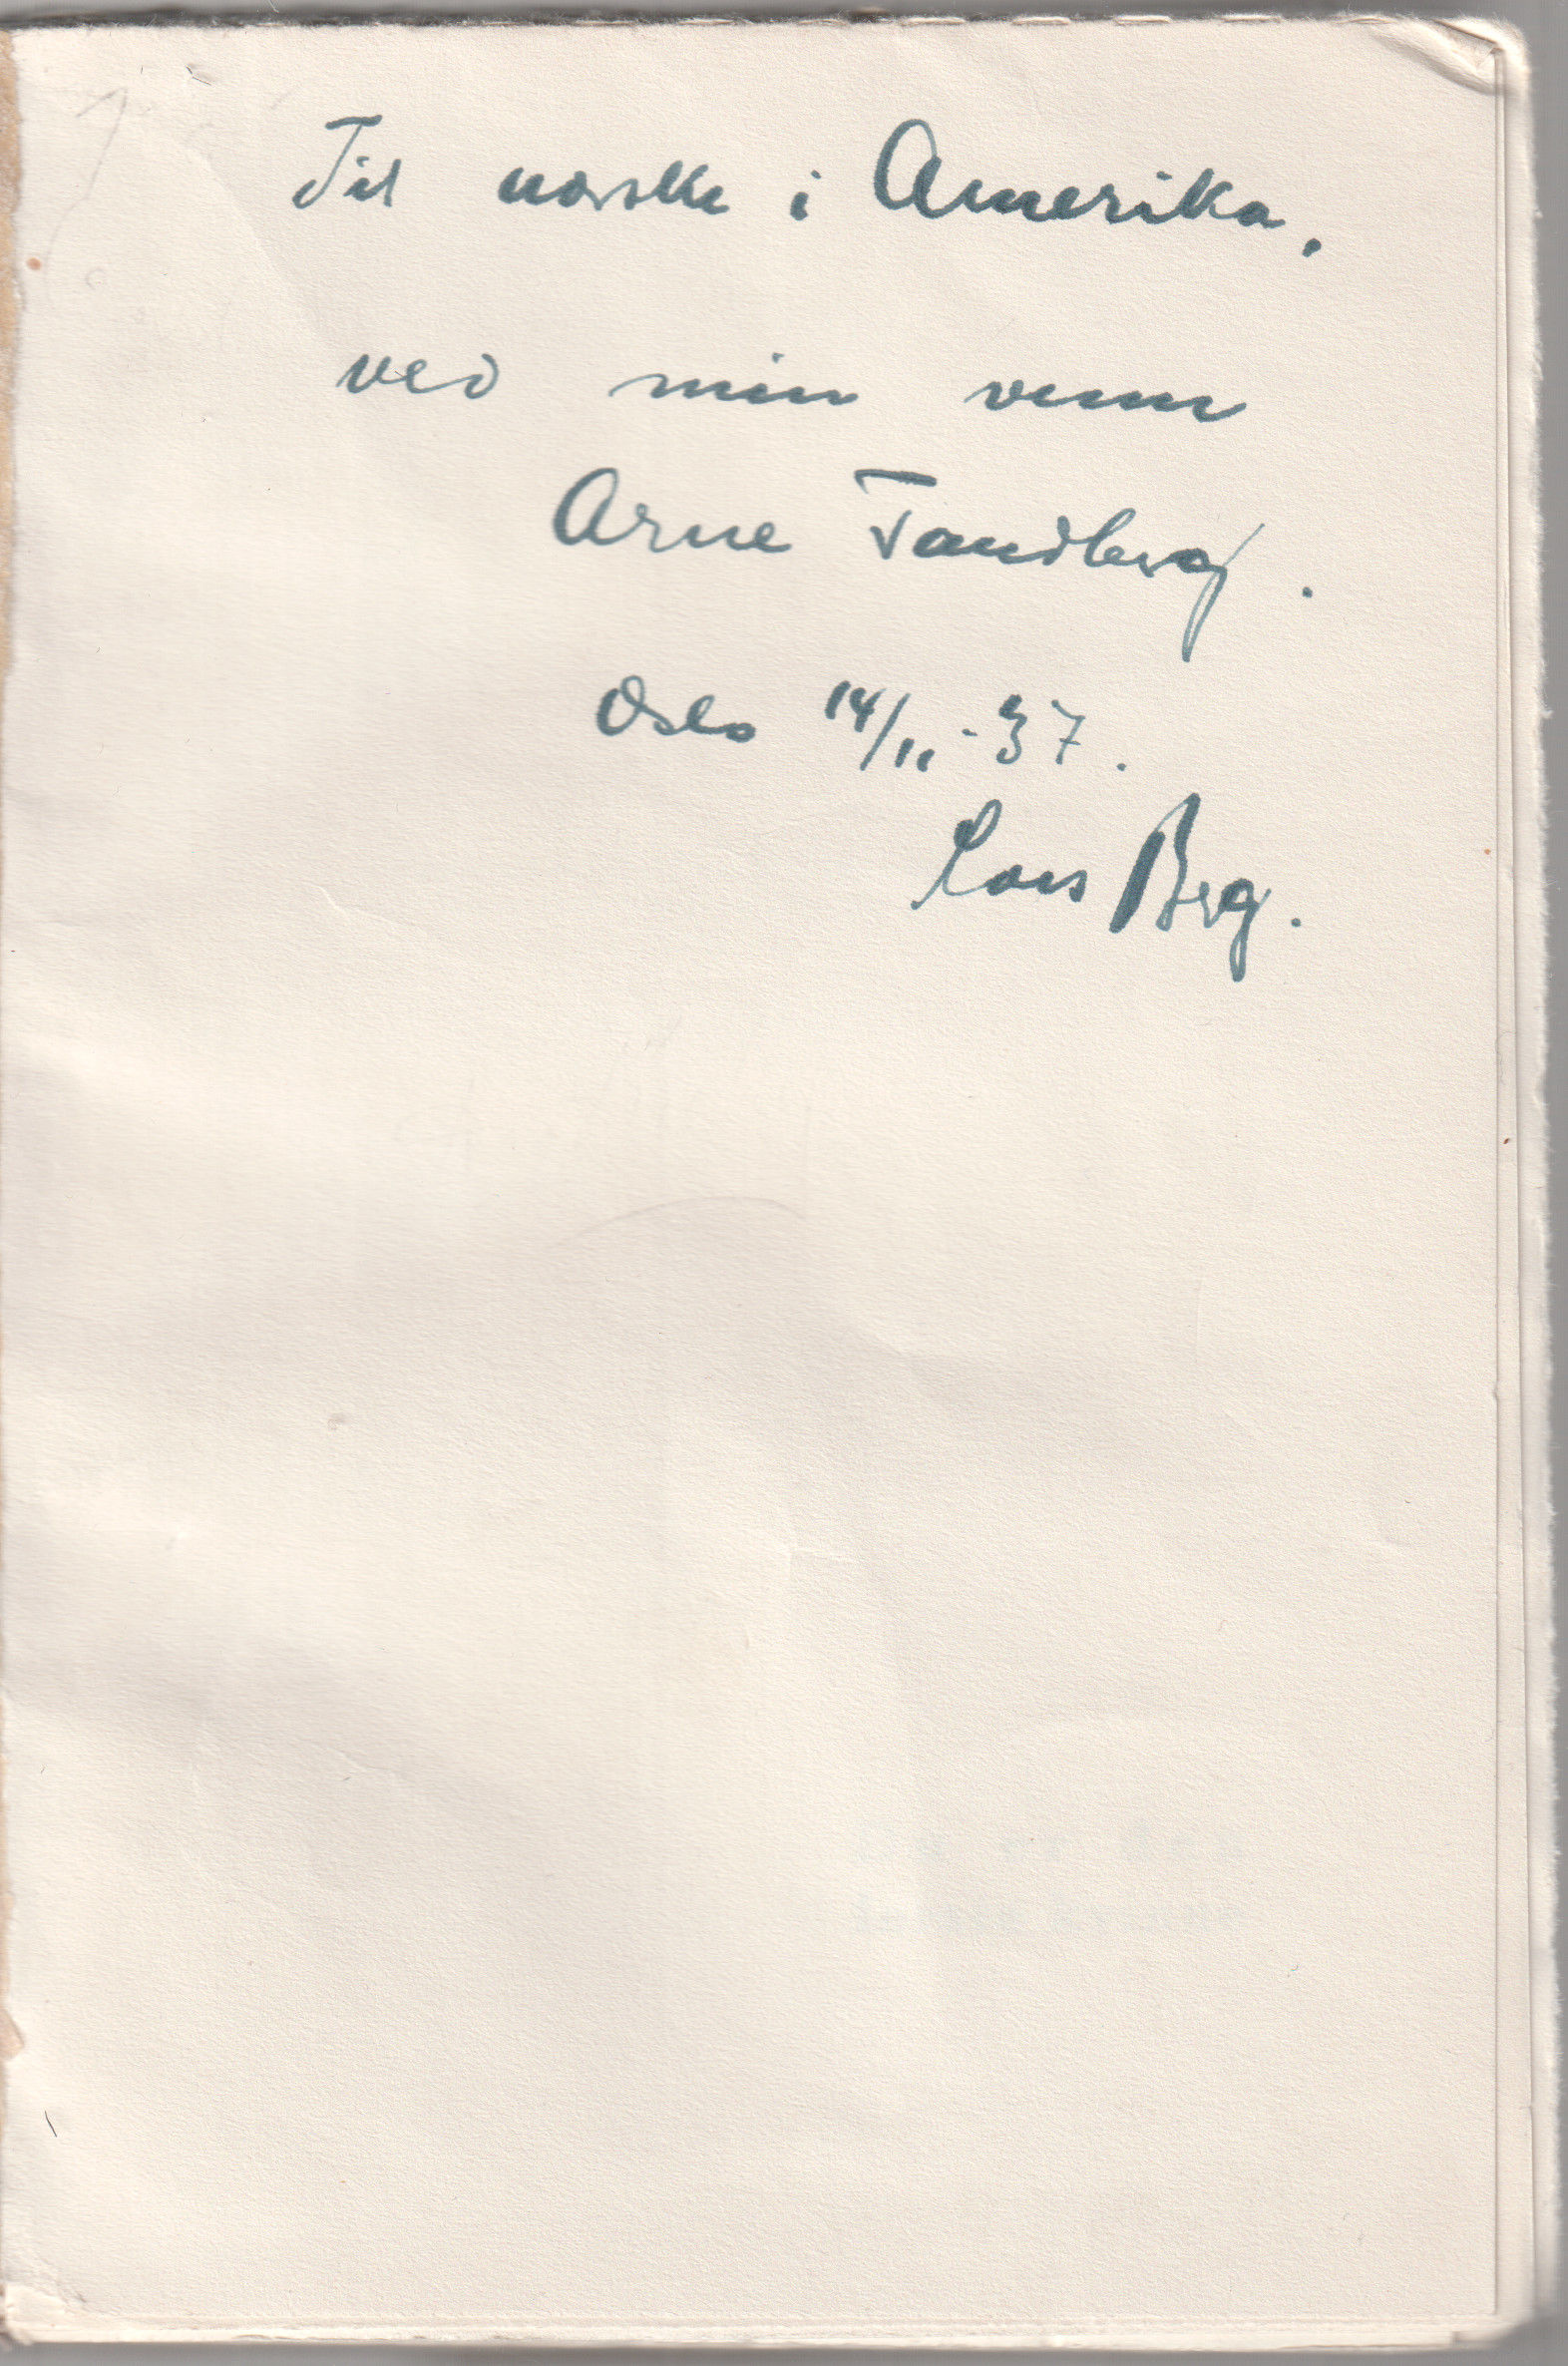 Til norske i Amerika.
ved min venn
Arne Tandberg.
Oslo 14/11-37.
Lars Berg.